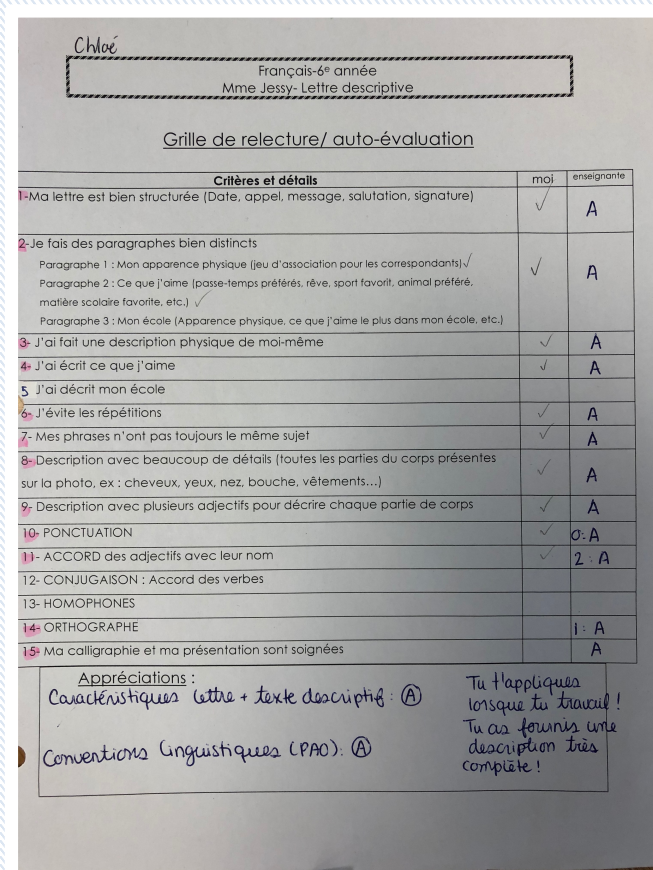 Chloé
Français-6e année
Mme Jessy- Lettre descriptive
Grille de relecture/ auto-évaluation
Critères et détails moi enseignante
1-Ma lettre est bien structurée (Date, appel, message, salutation, signature) ✓ A
2-Je fais des paragraphes bien distincts
Paragraphe 1 : Mon apparence physique (jeu d'association pour les correspondants) ✓
Paragraphe 2 : Ce que j'aime (passe-temps préférés, rêve, sport favorit, animal préféré, ✓ A
matière scolaire favorite, etc.) ✓
Paragraphe 3 : Mon école (Apparence physique, ce que j'aime le plus dans mon école, etc.)
3- J'ai fait une description physique de moi-même ✓ A
4- J'ai écrit ce que j'aime ✓ A
5 J'ai décrit mon école
6- J'évite les répétitions ✓ A
7- Mes phrases n'ont pas toujours le même sujet ✓ A
8- Description avec beaucoup de détails (toutes les parties du corps présentes
sur la photo, ex : cheveux, yeux, nez, bouche, vêtements...) ✓ A
9- Description avec plusieurs adjectifs pour décrire chaque partie de corps ✓ A
10- PONCTUATION ✓ 0: A
11- ACCORD des adjectifs avec leur nom ✓ 2 : A
12- CONJUGAISON : Accord des verbes
13- HOMOPHONES
14- ORTHOGRAPHE 1: A
15- Ma calligraphie et ma présentation sont soignées A
Appréciations :
Caractéristiques lettre + texte descriptif : A
Conventions linguistiques (PAO): A
Tu t'appliques
lorsque tu travail !
Tu as fournis une
description très
complète !